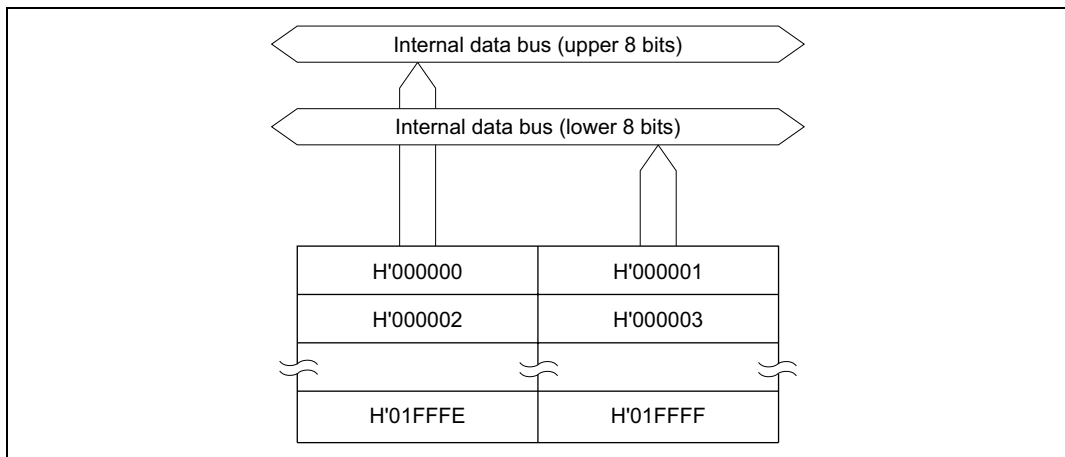 Internal data bus (upper 8 bits)
Internal data bus (lower 8 bits)
H'000000 H'000001
H'000002 H'000003
H'01FFFE H'01FFFF